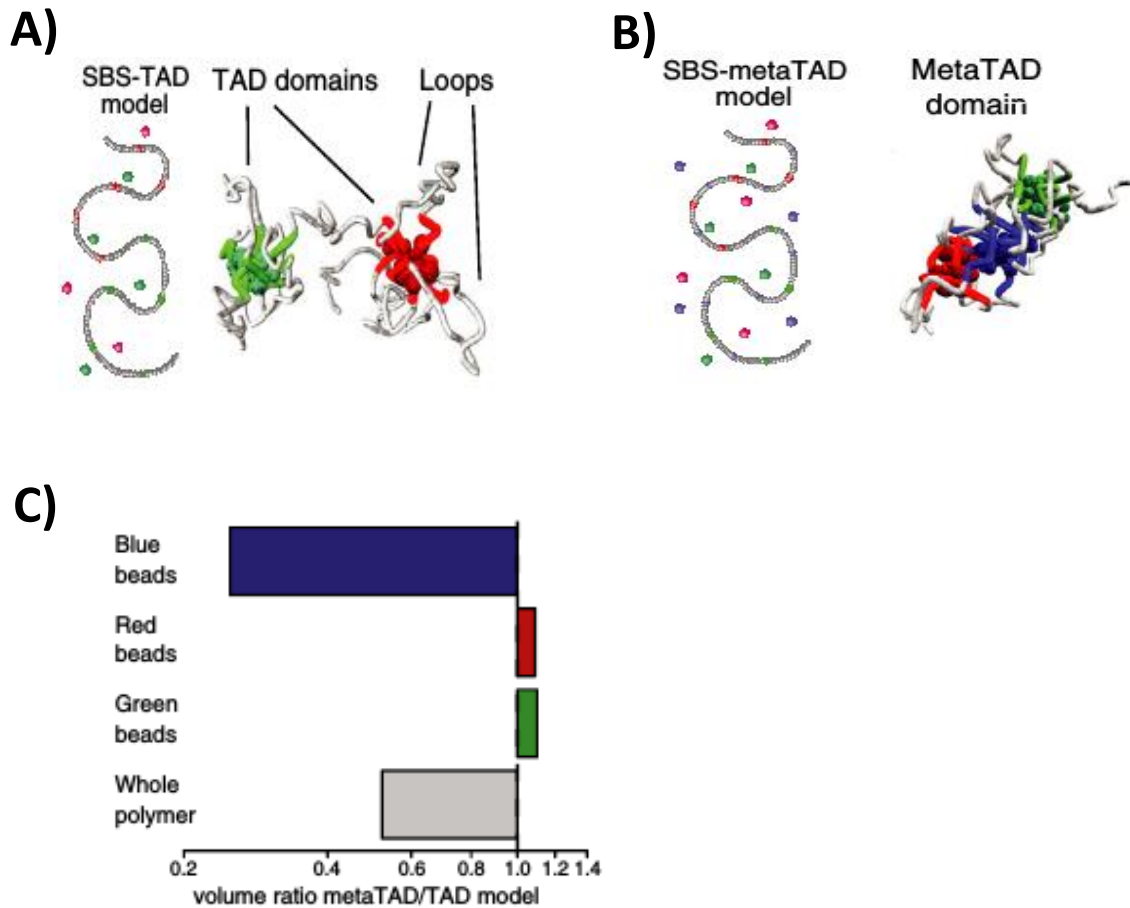 A)
SBS-TAD
model
TAD domains
Loops
B)
SBS-metaTAD
model
MetaTAD
domain
C)
Blue
beads
Red
beads
Green
beads
Whole
polymer
0.2 0.4 0.6 0.8 1.0 1.2 1.4
volume ratio metaTAD/TAD model